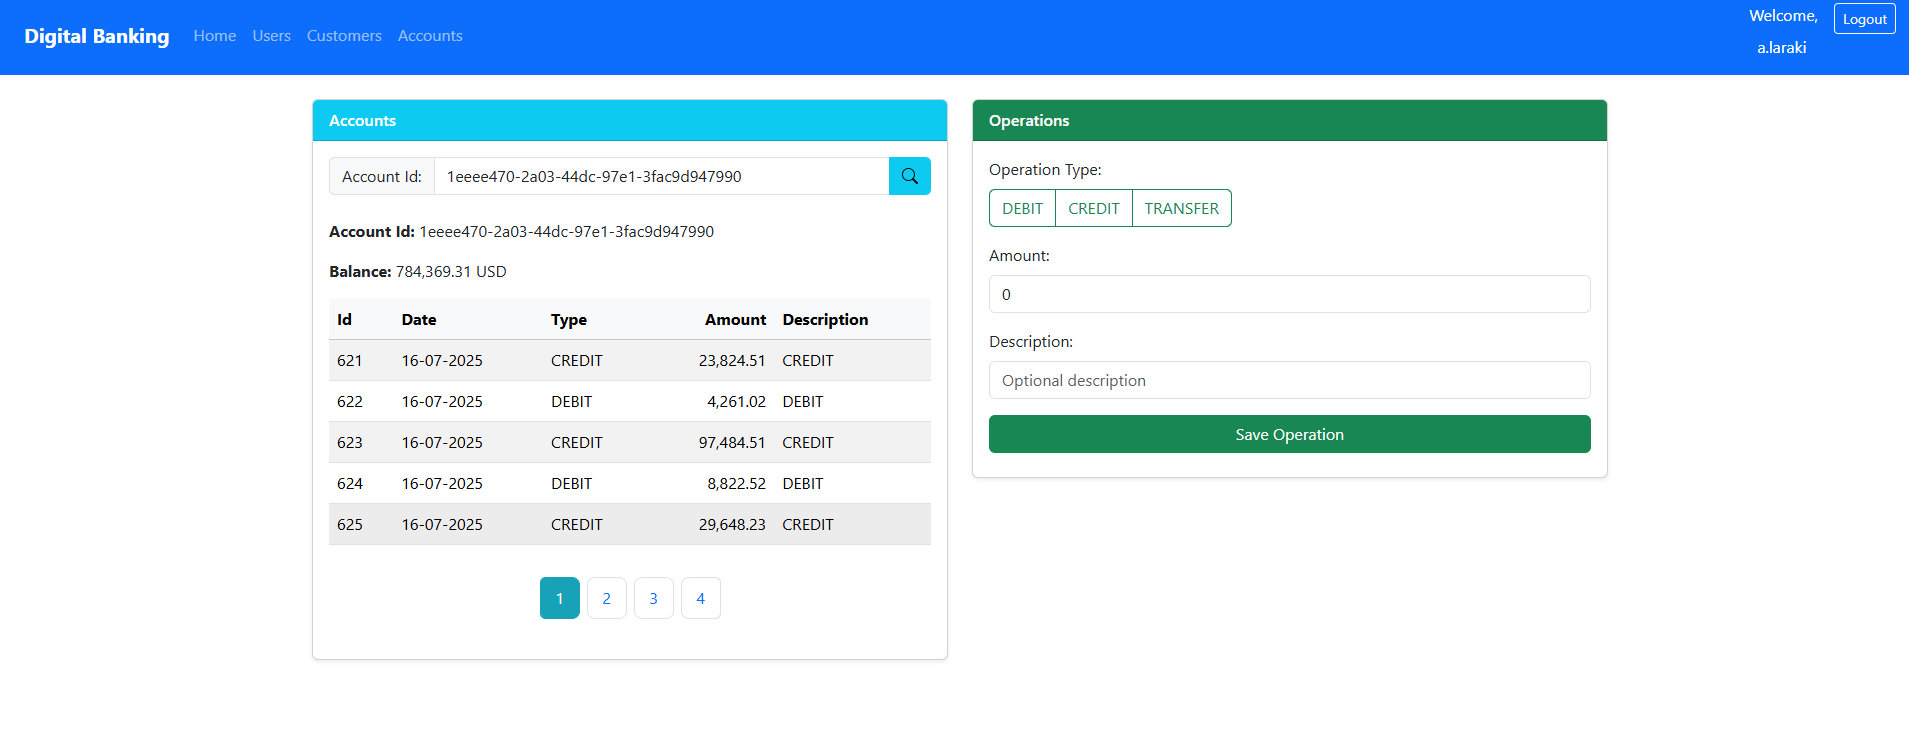 Digital Banking Home Users Customers Accounts Welcome, a.laraki Logout
Accounts
Account Id: 1eeee470-2a03-44dc-97e1-3fac9d947990
Account Id: 1eeee470-2a03-44dc-97e1-3fac9d947990
Balance: 784,369.31 USD
Id Date Type Amount Description
621 16-07-2025 CREDIT 23,824.51 CREDIT
622 16-07-2025 DEBIT 4,261.02 DEBIT
623 16-07-2025 CREDIT 97,484.51 CREDIT
624 16-07-2025 DEBIT 8,822.52 DEBIT
625 16-07-2025 CREDIT 29,648.23 CREDIT
1 2 3 4
Operations
Operation Type:
DEBIT CREDIT TRANSFER
Amount:
0
Description:
Optional description
Save Operation